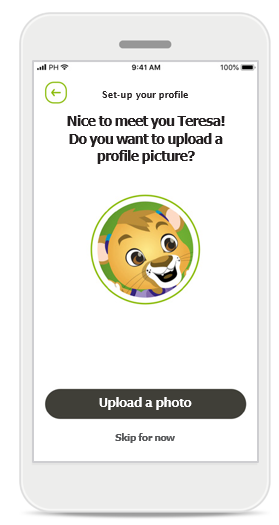 PH 9:41 AM 100%
Set-up your profile
Nice to meet you Teresa!
Do you want to upload a
profile picture?
Upload a photo
Skip for now